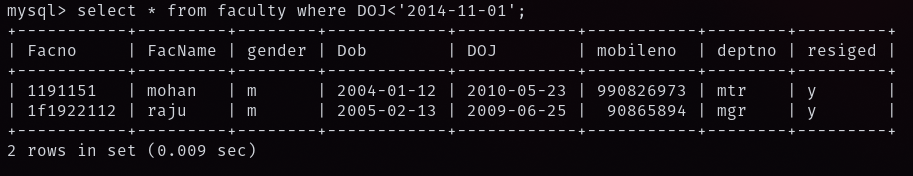 mysql> select * from faculty where DOJ<'2014-11-01';
+-----------+---------+--------+------------+------------+-----------+--------+---------+
| Facno     | FacName | gender | Dob        | DOJ        | mobileno  | deptno | resiged |
+-----------+---------+--------+------------+------------+-----------+--------+---------+
| 1191151   | mohan   | m      | 2004-01-12 | 2010-05-23 | 990826973 | mtr    | y       |
| 1f1922112 | raju    | m      | 2005-02-13 | 2009-06-25 |  90865894 | mgr    | y       |
+-----------+---------+--------+------------+------------+-----------+--------+---------+
2 rows in set (0.009 sec)